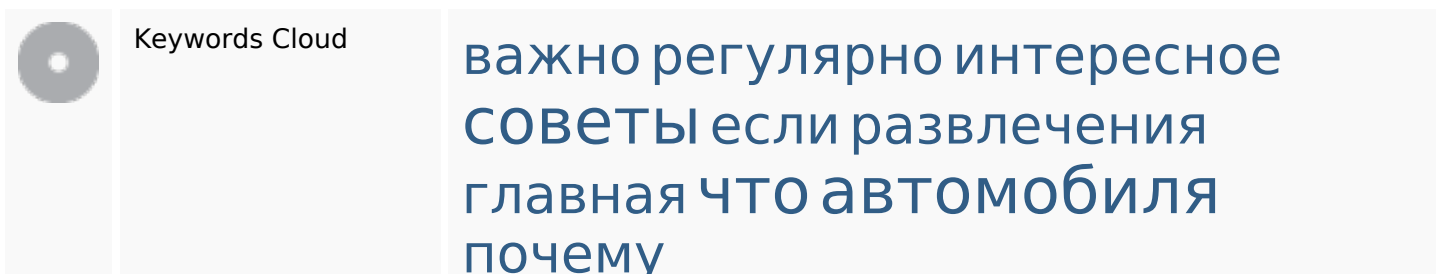 Keywords Cloud
важно регулярно интересное
советы если развлечения
главная что автомобиля
почему